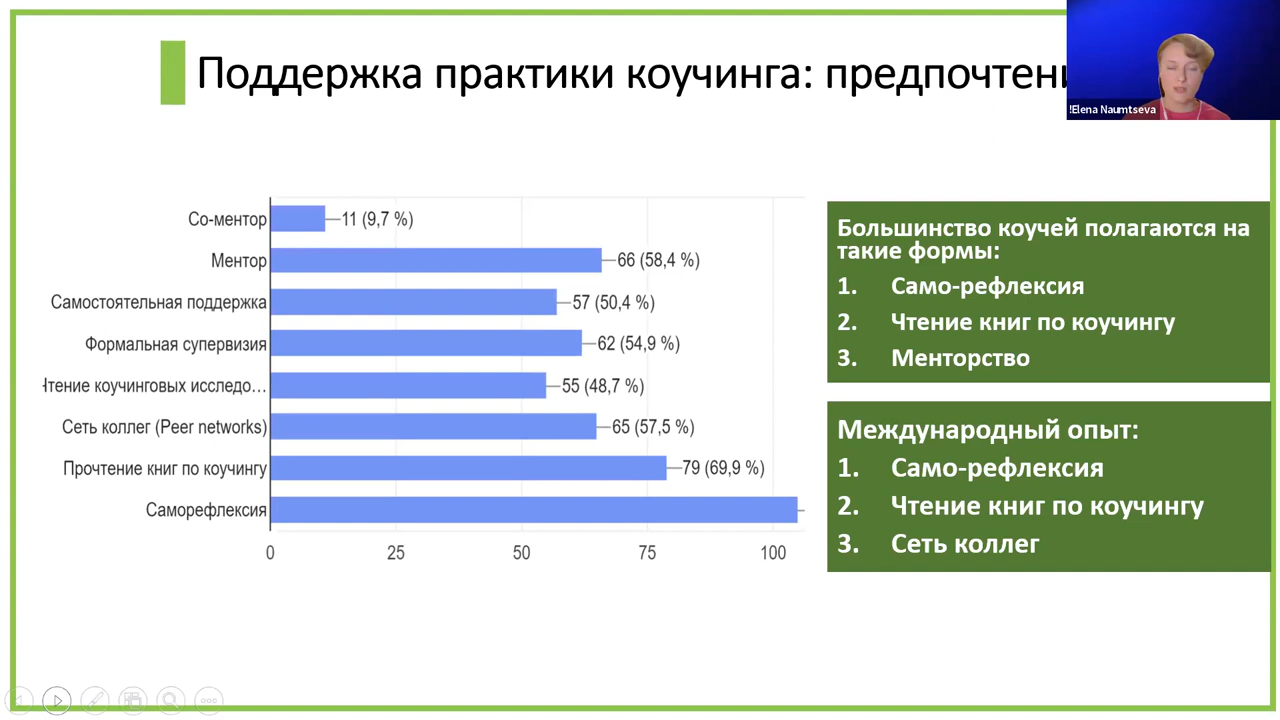 Поддержка практики коучинга: предпочтени
!Elena Naumtseva
Со-ментор
11 (9,7 %)
Ментор
66 (58,4 %)
Самостоятельная поддержка
57 (50,4 %)
Формальная супервизия
62 (54,9 %)
Чтение коучинговых исследо…
55 (48,7 %)
Сеть коллег (Peer networks)
65 (57,5 %)
Прочтение книг по коучингу
79 (69,9 %)
Саморефлексия
0 25 50 75 100
Большинство коучей полагаются на
такие формы:
1. Само-рефлексия
2. Чтение книг по коучингу
3. Менторство
Международный опыт:
1. Само-рефлексия
2. Чтение книг по коучингу
3. Сеть коллег